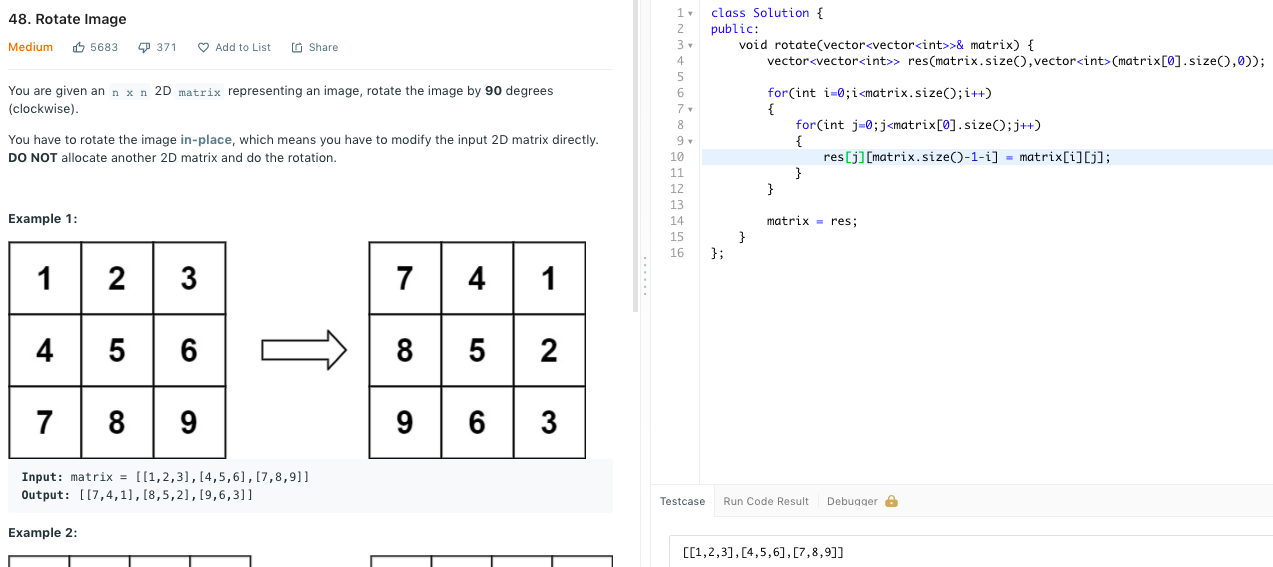 48. Rotate Image
Medium 5683 371 Add to List Share
You are given an n x n 2D matrix representing an image, rotate the image by 90 degrees
(clockwise).
You have to rotate the image in-place, which means you have to modify the input 2D matrix directly.
DO NOT allocate another 2D matrix and do the rotation.
Example 1:
1 2 3 7 4 1
4 5 6 8 5 2
7 8 9 9 6 3
Input: matrix = [[1,2,3],[4,5,6],[7,8,9]]
Output: [[7,4,1],[8,5,2],[9,6,3]]
Example 2:
1 class Solution {
2 public:
3 void rotate(vector<vector<int>>& matrix) {
4 vector<vector<int>> res(matrix.size(),vector<int>(matrix[0].size(),0));
5
6 for(int i=0;i<matrix.size();i++)
7 {
8 for(int j=0;j<matrix[0].size();j++)
9 {
10 res[j][matrix.size()-1-i] = matrix[i][j];
11 }
12 }
13
14 matrix = res;
15 }
16 };
Testcase Run Code Result Debugger
[[1,2,3],[4,5,6],[7,8,9]]